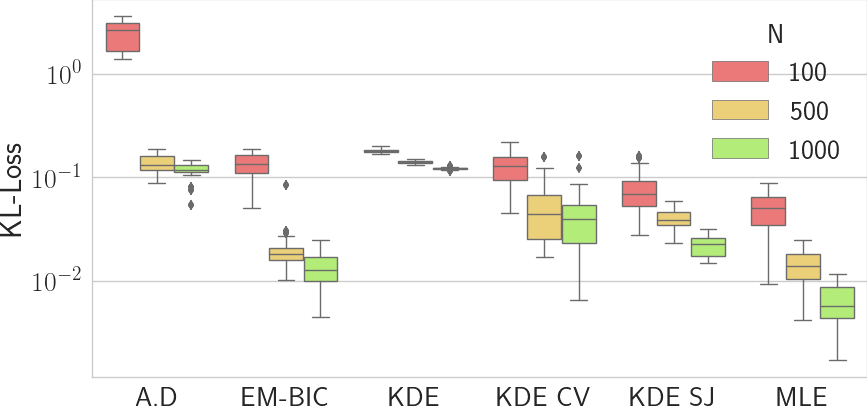 N
100
500
1000
KL-Loss
10⁰
10⁻¹
10⁻²
A.D EM-BIC KDE KDE CV KDE SJ MLE